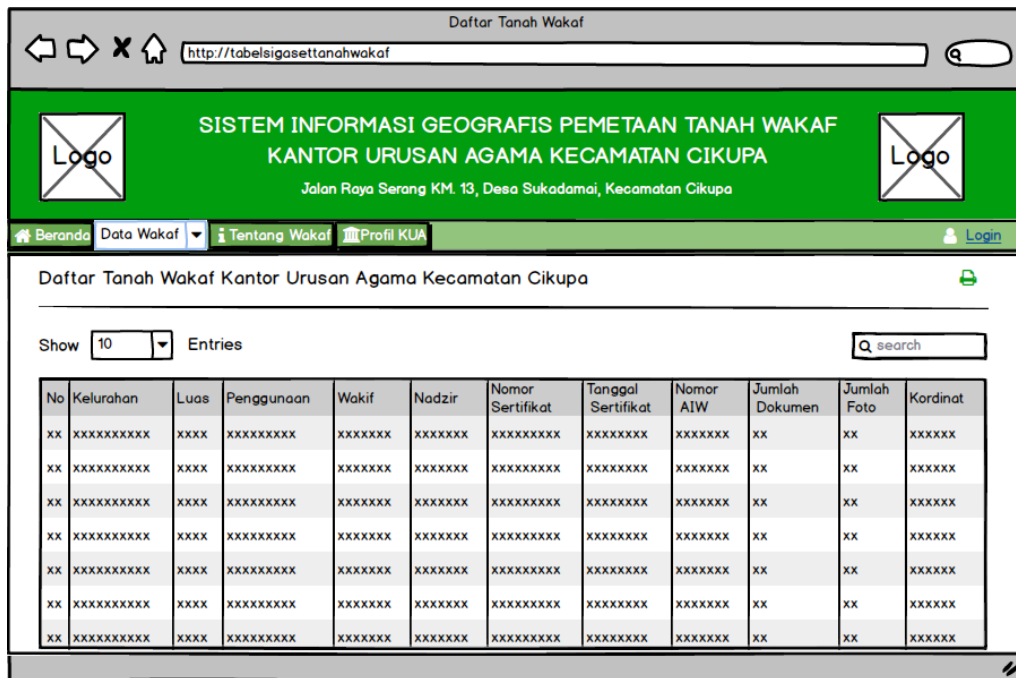 Daftar Tanah Wakaf
http://tabelsigasettanahwakaf
Logo
SISTEM INFORMASI GEOGRAFIS PEMETAAN TANAH WAKAF
KANTOR URUSAN AGAMA KECAMATAN CIKUPA
Jalan Raya Serang KM. 13, Desa Sukadamai, Kecamatan Cikupa
Logo
Beranda Data Wakaf Tentang Wakaf Profil KUA Login
Daftar Tanah Wakaf Kantor Urusan Agama Kecamatan Cikupa
Show 10 Entries search
No Kelurahan Luas Penggunaan Wakif Nadzir Nomor Sertifikat Tanggal Sertifikat Nomor AIW Jumlah Dokumen Jumlah Foto Kordinat
xx xxxxxxxxxx xxxx xxxxxxxxx xxxxxxx xxxxxxx xxxxxxxxx xxxxxxxx xxxxxxx xx xx xxxxxx
xx xxxxxxxxxx xxxx xxxxxxxxx xxxxxxx xxxxxxx xxxxxxxxx xxxxxxxx xxxxxxx xx xx xxxxxx
xx xxxxxxxxxx xxxx xxxxxxxxx xxxxxxx xxxxxxx xxxxxxxxx xxxxxxxx xxxxxxx xx xx xxxxxx
xx xxxxxxxxxx xxxx xxxxxxxxx xxxxxxx xxxxxxx xxxxxxxxx xxxxxxxx xxxxxxx xx xx xxxxxx
xx xxxxxxxxxx xxxx xxxxxxxxx xxxxxxx xxxxxxx xxxxxxxxx xxxxxxxx xxxxxxx xx xx xxxxxx
xx xxxxxxxxxx xxxx xxxxxxxxx xxxxxxx xxxxxxx xxxxxxxxx xxxxxxxx xxxxxxx xx xx xxxxxx
xx xxxxxxxxxx xxxx xxxxxxxxx xxxxxxx xxxxxxx xxxxxxxxx xxxxxxxx xxxxxxx xx xx xxxxxx